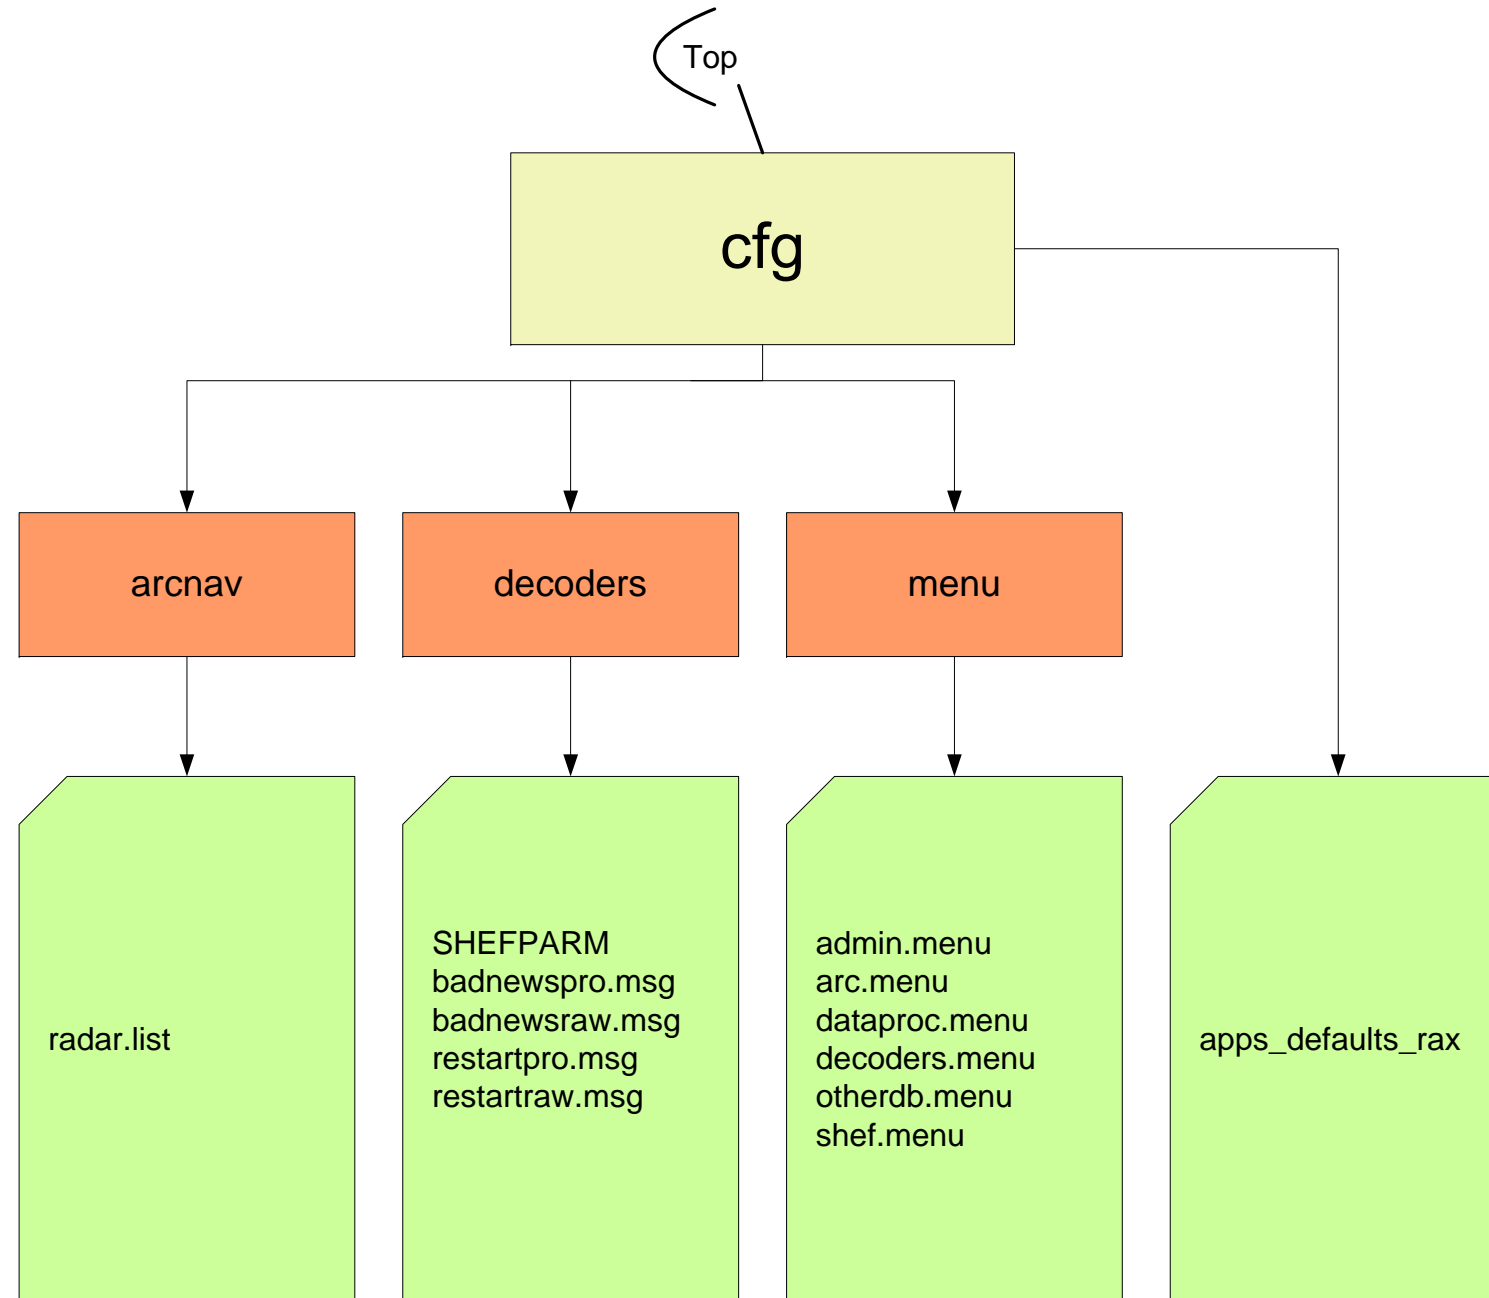 Top
cfg
arcnav
decoders
menu
radar.list
SHEFPARM
badnewspro.msg
badnewsraw.msg
restartpro.msg
restartraw.msg
admin.menu
arc.menu
dataproc.menu
decoders.menu
otherdb.menu
shef.menu
apps_defaults_rax